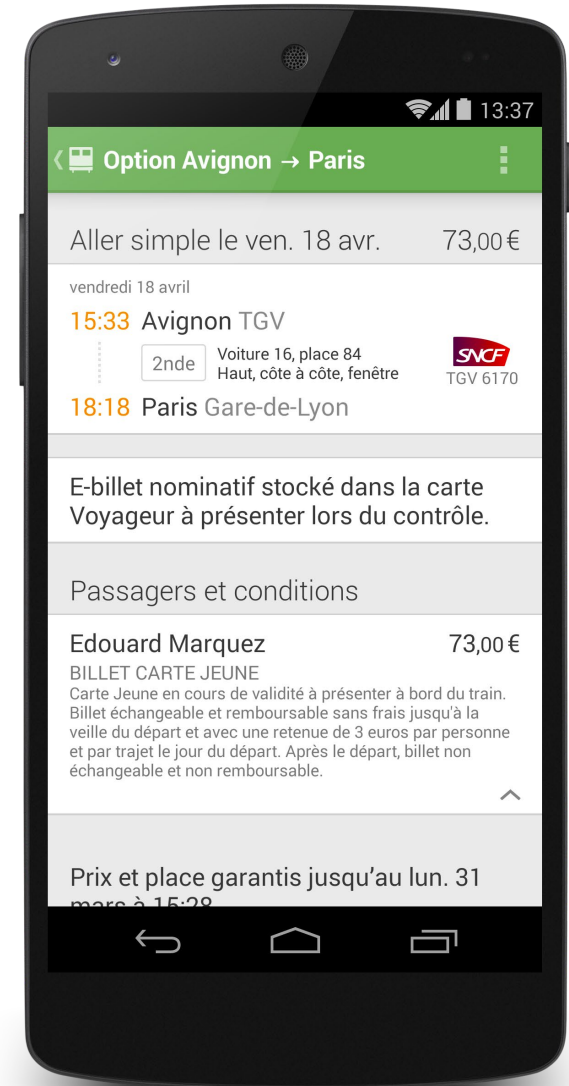 13:37
Option Avignon → Paris
Aller simple le ven. 18 avr. 73,00 €
vendredi 18 avril
15:33 Avignon TGV
2nde Voiture 16, place 84
Haut, côte à côte, fenêtre
SNCF
TGV 6170
18:18 Paris Gare-de-Lyon
E-billet nominatif stocké dans la carte
Voyageur à présenter lors du contrôle.
Passagers et conditions
Edouard Marquez 73,00 €
BILLET CARTE JEUNE
Carte Jeune en cours de validité à présenter à bord du train.
Billet échangeable et remboursable sans frais jusqu'à la
veille du départ et avec une retenue de 3 euros par personne
et par trajet le jour du départ. Après le départ, billet non
échangeable et non remboursable.
Prix et place garantis jusqu’au lun. 31
mars à 15:28